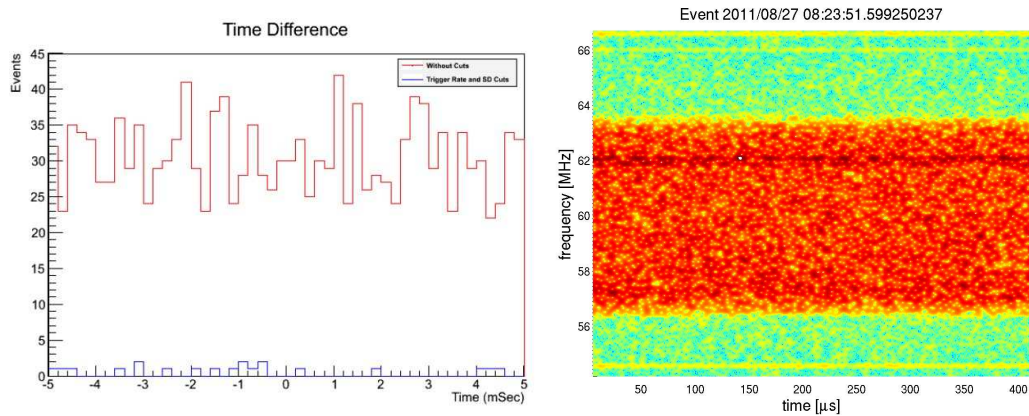 Time Difference
Events
45
40
35
30
25
20
15
10
5
0
Without Cuts
Trigger Rate and SD Cuts
-5 -4 -3 -2 -1 0 1 2 3 4 5
Time (mSec)
Event 2011/08/27 08:23:51.599250237
frequency [MHz]
66
64
62
60
58
56
50 100 150 200 250 300 350 400
time [μs]